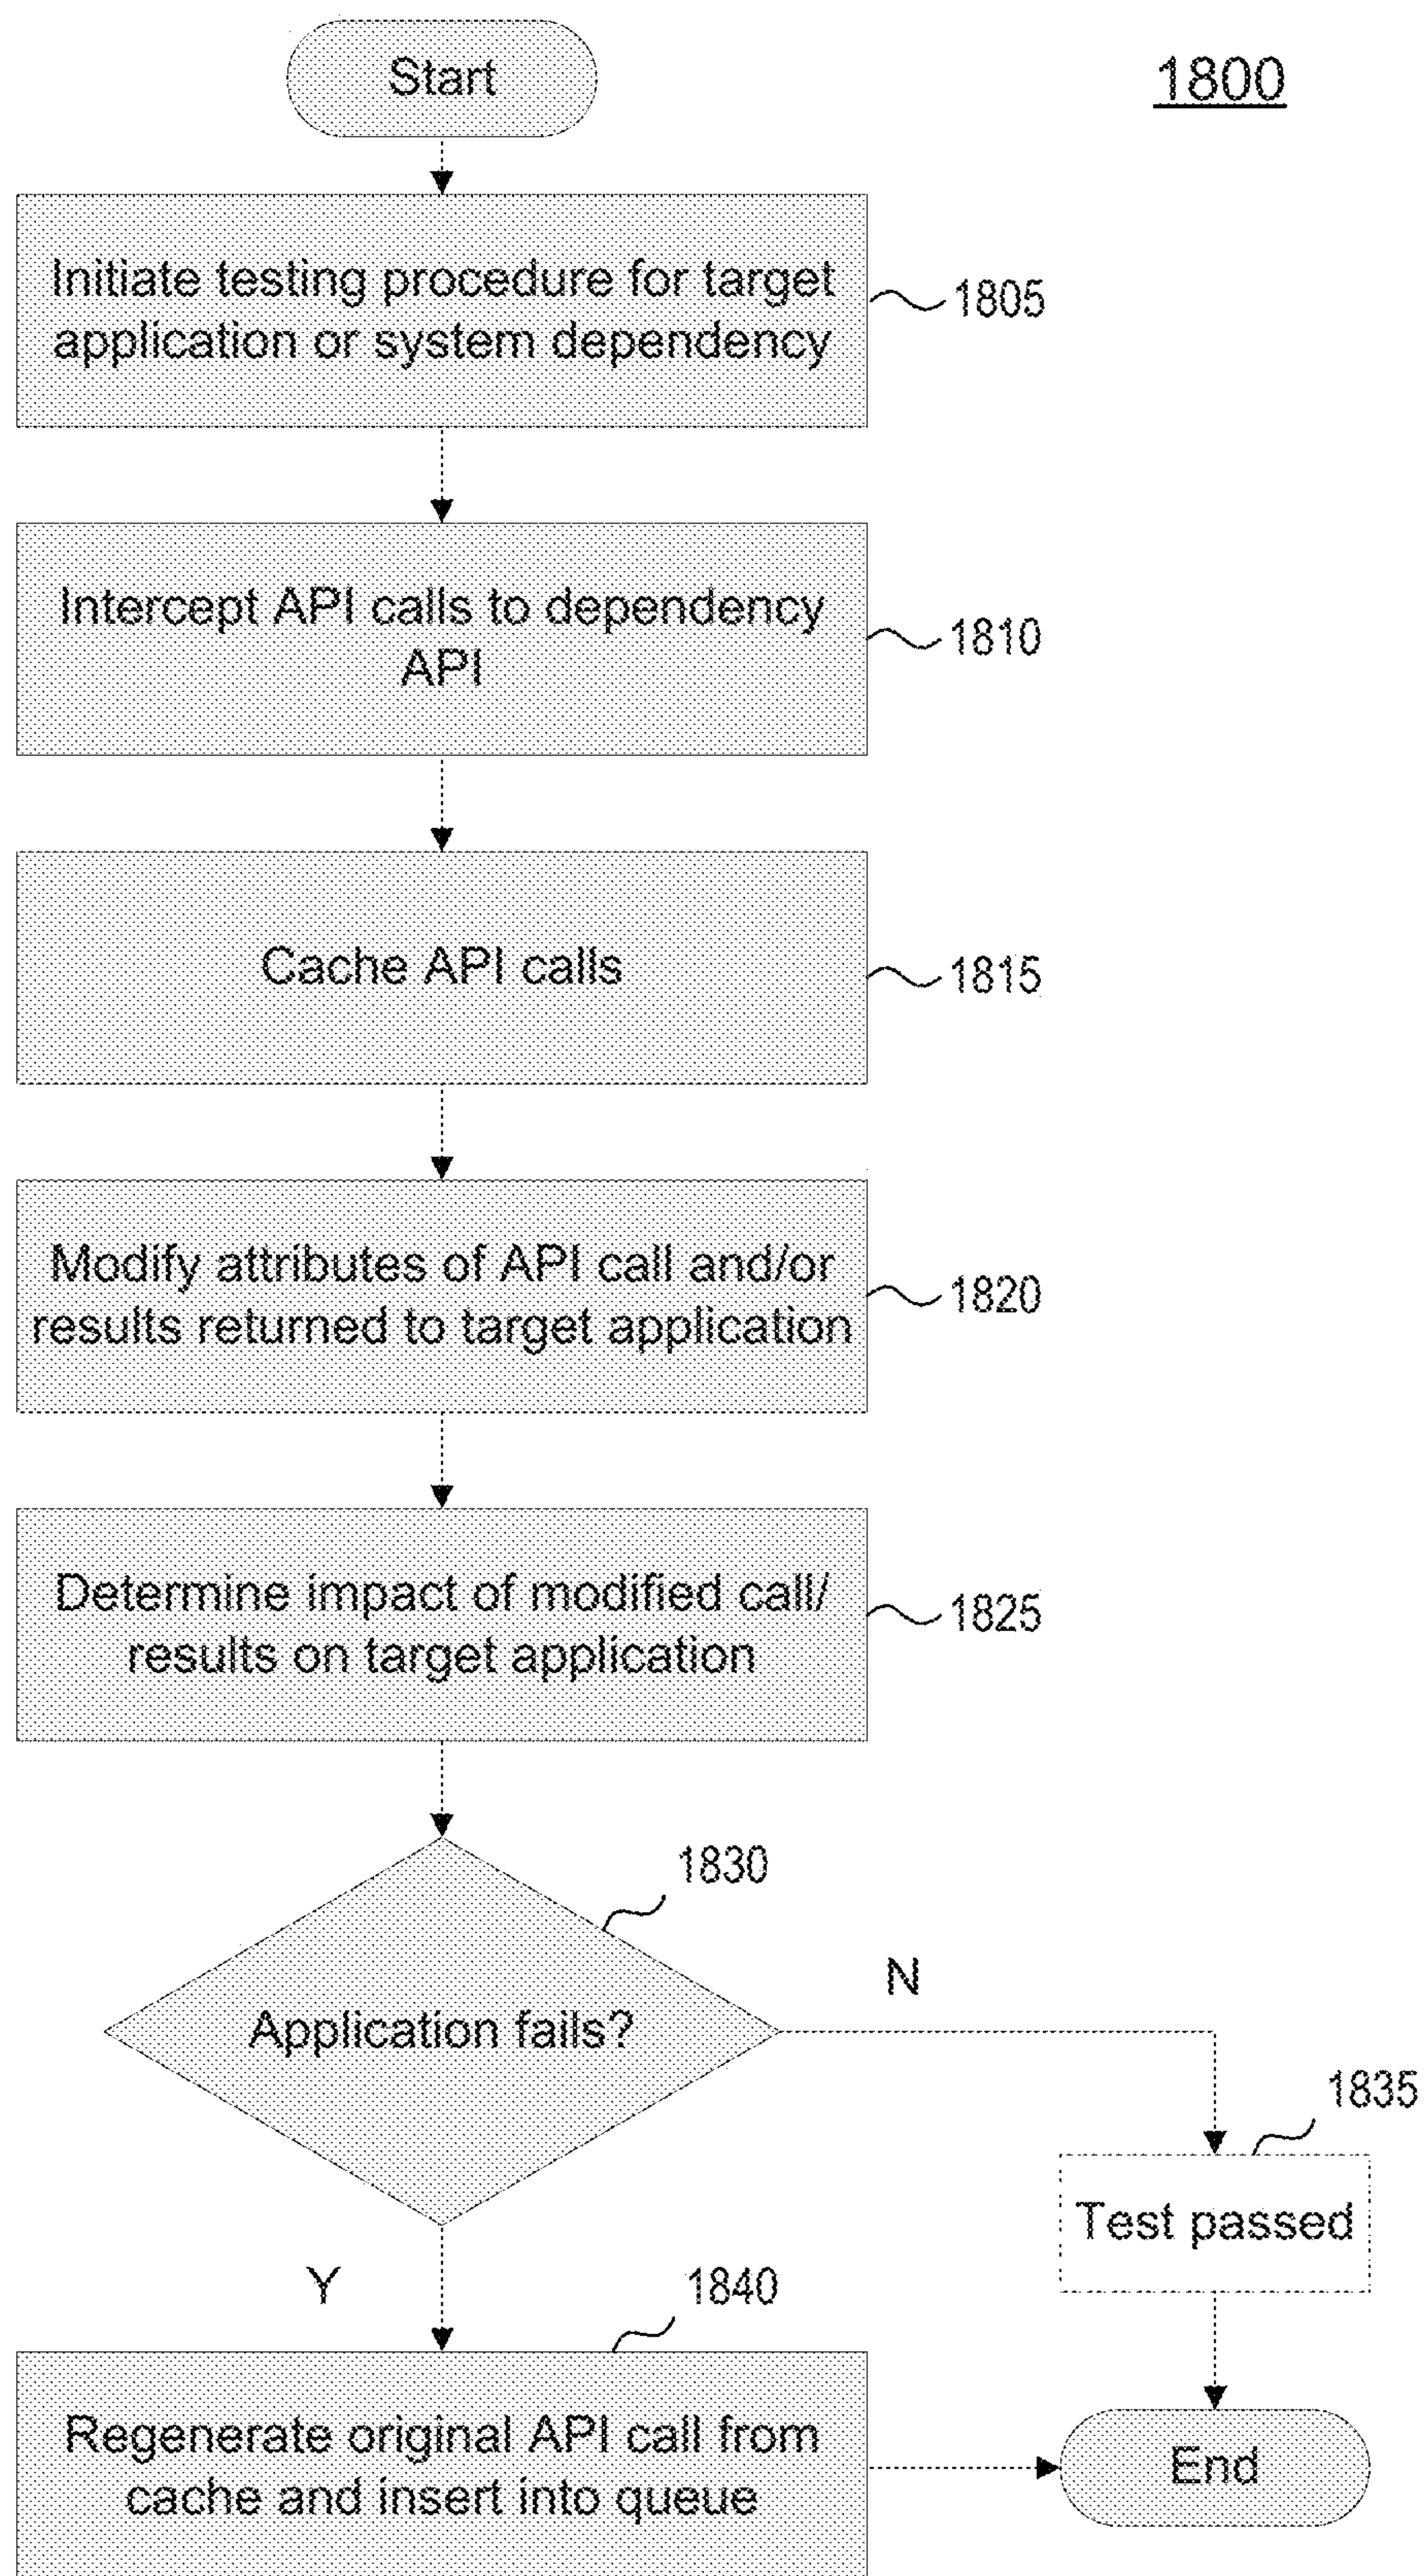 Start
1800
Initiate testing procedure for target
application or system dependency
1805
Intercept API calls to dependency
API
1810
Cache API calls
1815
Modify attributes of API call and/or
results returned to target application
1820
Determine impact of modified call/
results on target application
1825
1830
Application fails?
N
1835
Test passed
Y
1840
Regenerate original API call from
cache and insert into queue
End